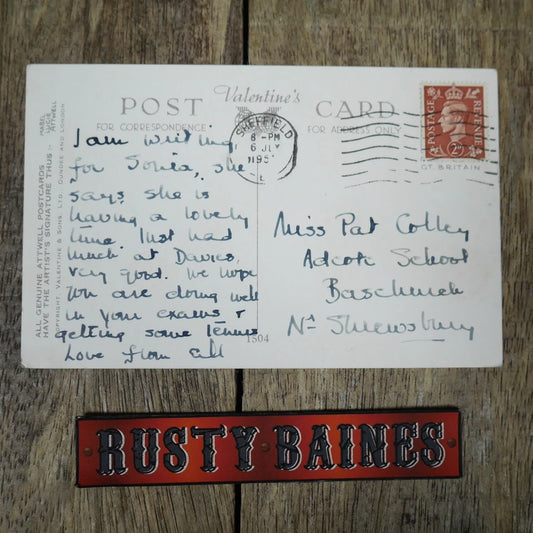 POST Valentine's CARD
FOR CORRESPONDENCE
FOR ADDRESS ONLY
SHEFFIELD
8 - PM
6 JLY
195
POSTAGE REVENUE
2D
GT. BRITAIN
I am writing
for Sonia, she
says she is
having a lovely
time. Just had
lunch at Davies,
very good. We hope
you are doing well
in your exams &
getting some tennis
Love from all
Miss Pat Colley
Adcote School
Baschurch
Nr Shrewsbury
1504
ALL GENUINE ATTWELL POSTCARDS
HAVE THE ARTIST'S SIGNATURE THUS :-
MABEL
LUCIE
ATTWELL
COPYRIGHT. VALENTINE & SONS, LTD. DUNDEE AND LONDON
RUSTY BAINES